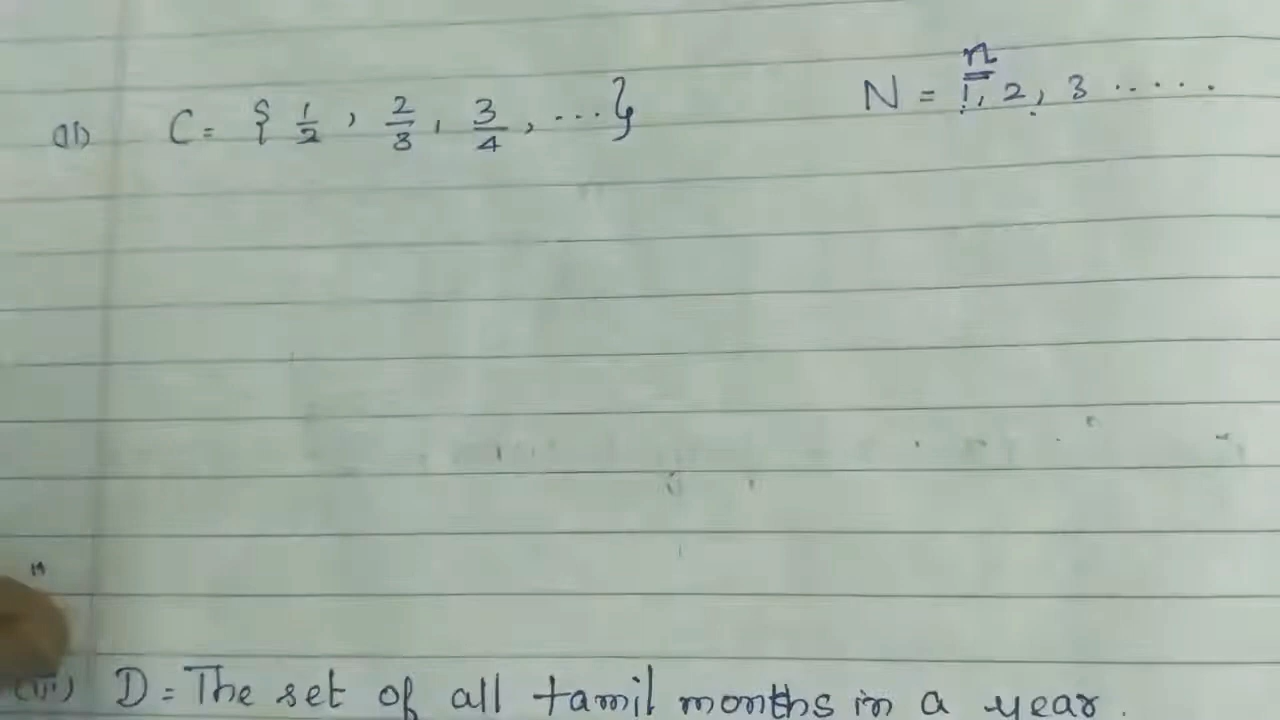 n
(ii) C = { 1/2, 2/3, 3/4, ...} N = 1, 2, 3 ......
(iii) D = The set of all tamil months in a year.